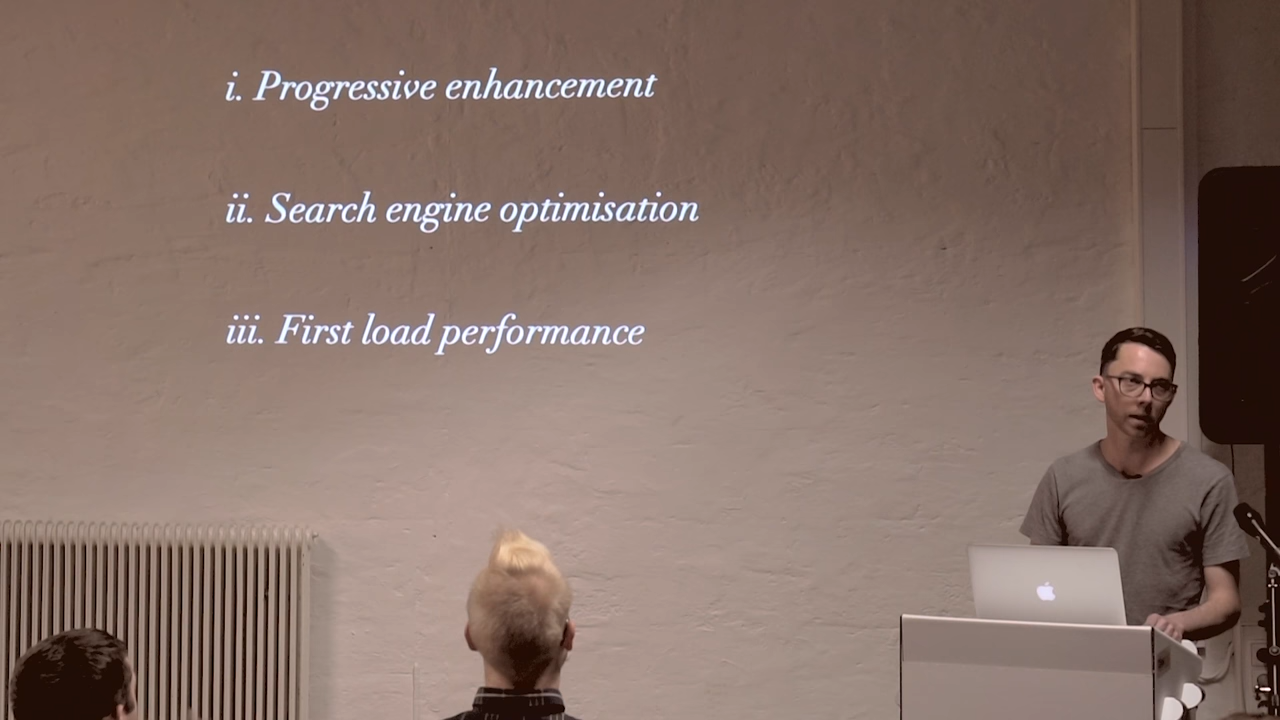 i. Progressive enhancement
ii. Search engine optimisation
iii. First load performance